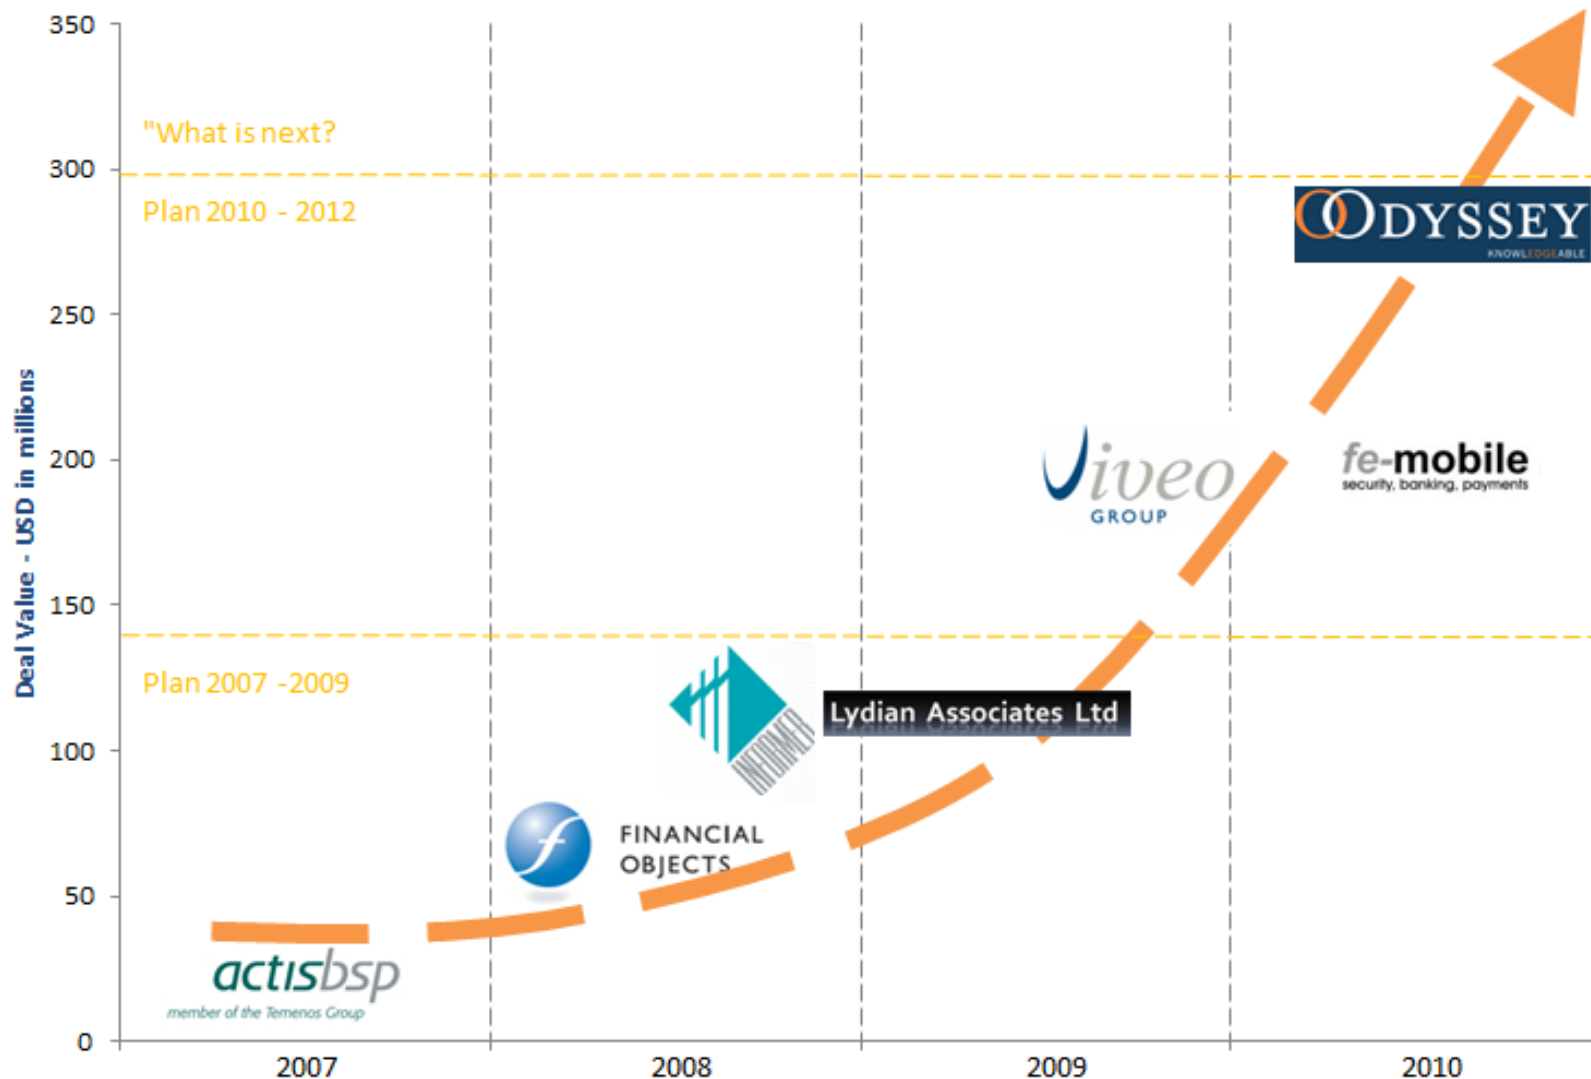 350
"What is next?
300
Plan 2010 - 2012
ODYSSEY
KNOWLEDGEABLE
250
Deal Value - USD in millions
200
Viveo
GROUP
fe-mobile
security, banking, payments
150
Plan 2007 -2009
INFORMER
Lydian Associates Ltd
100
FINANCIAL
OBJECTS
50
actisbsp
member of the Temenos Group
0
2007
2008
2009
2010